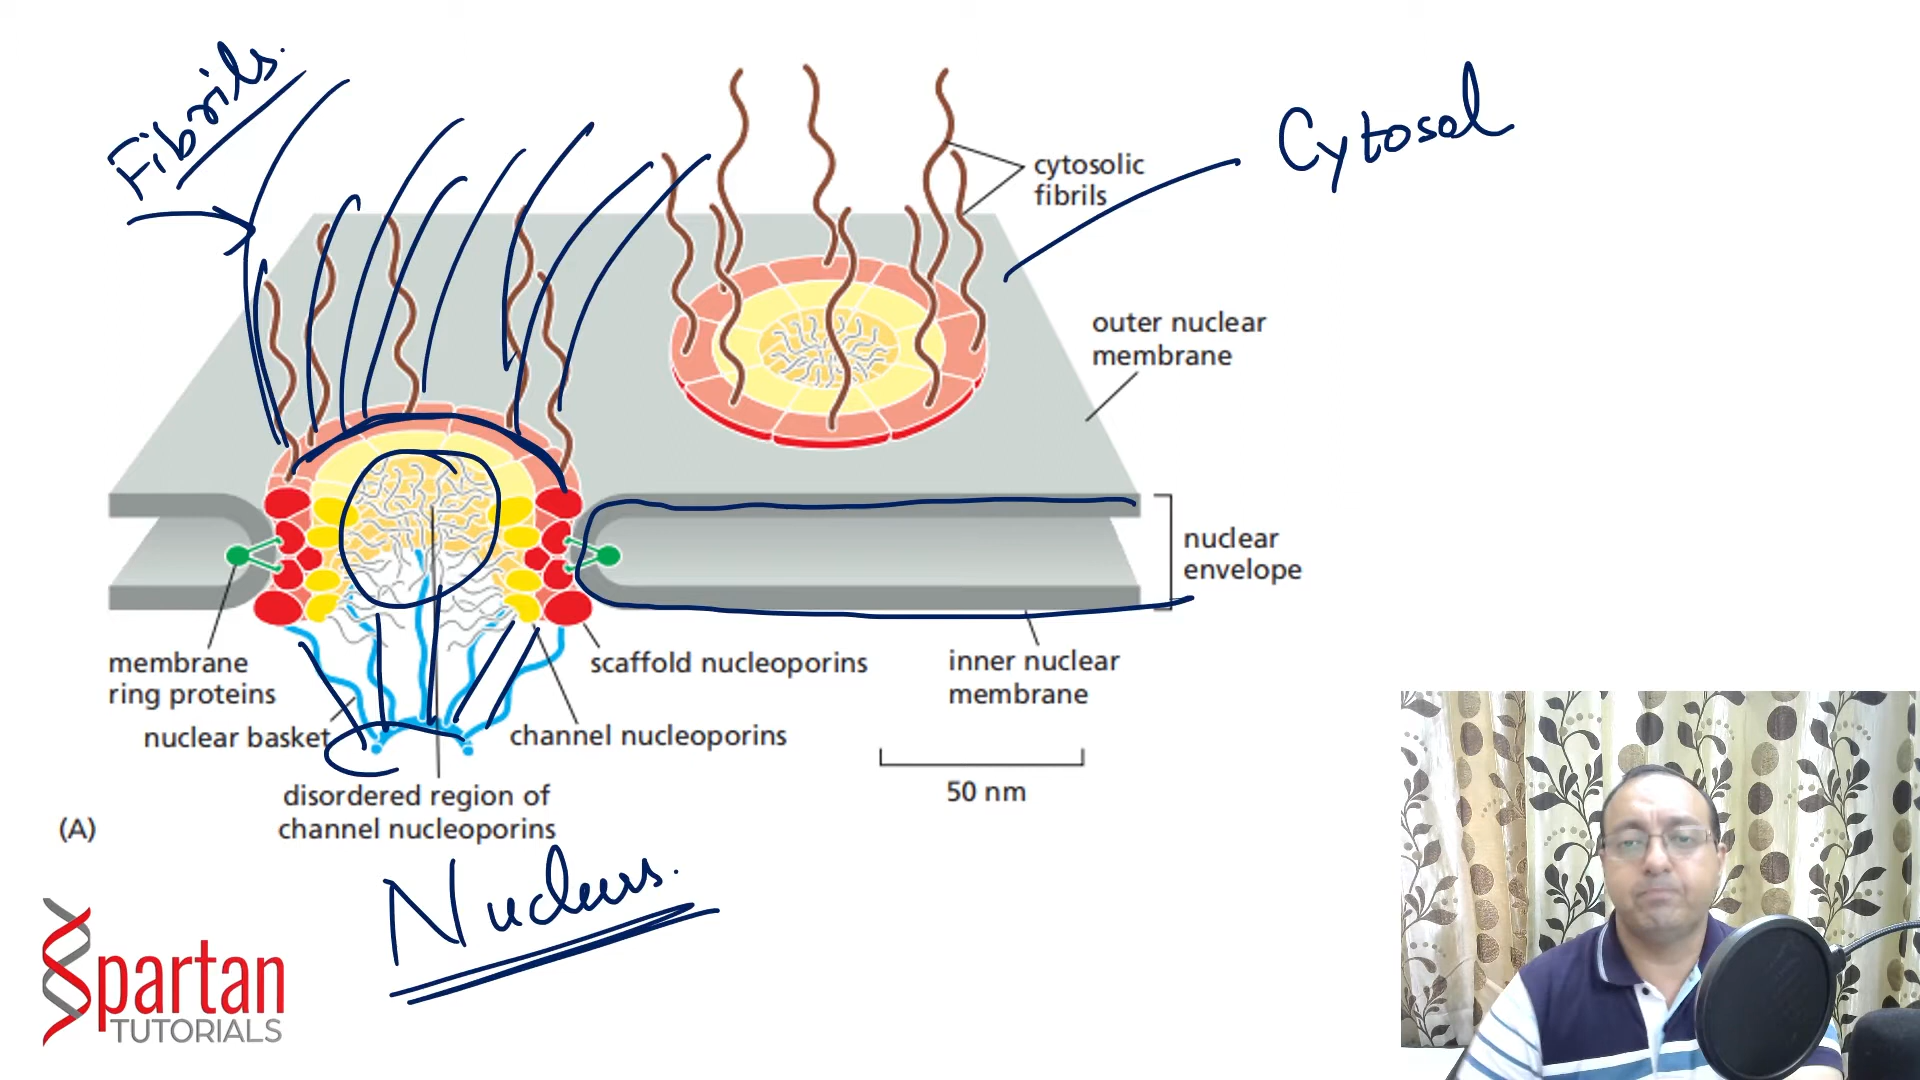 Fibrils.
Cytosol
cytosolic
fibrils
outer nuclear
membrane
nuclear
envelope
membrane
ring proteins
scaffold nucleoporins
inner nuclear
membrane
nuclear basket
channel nucleoporins
50 nm
disordered region of
channel nucleoporins
(A)
Nucleus.
Spartan
TUTORIALS